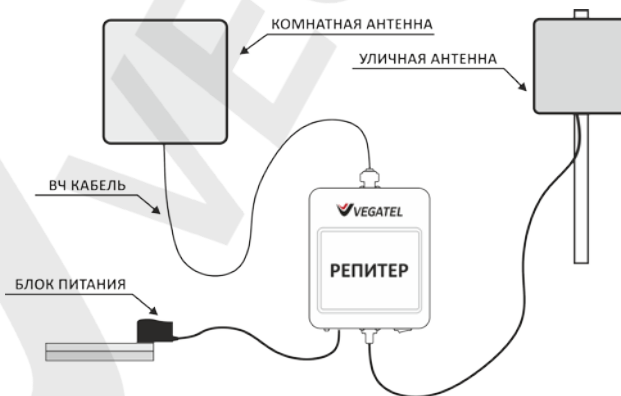 КОМНАТНАЯ АНТЕННА
УЛИЧНАЯ АНТЕННА
ВЧ КАБЕЛЬ
VEGATEL
РЕПИТЕР
БЛОК ПИТАНИЯ